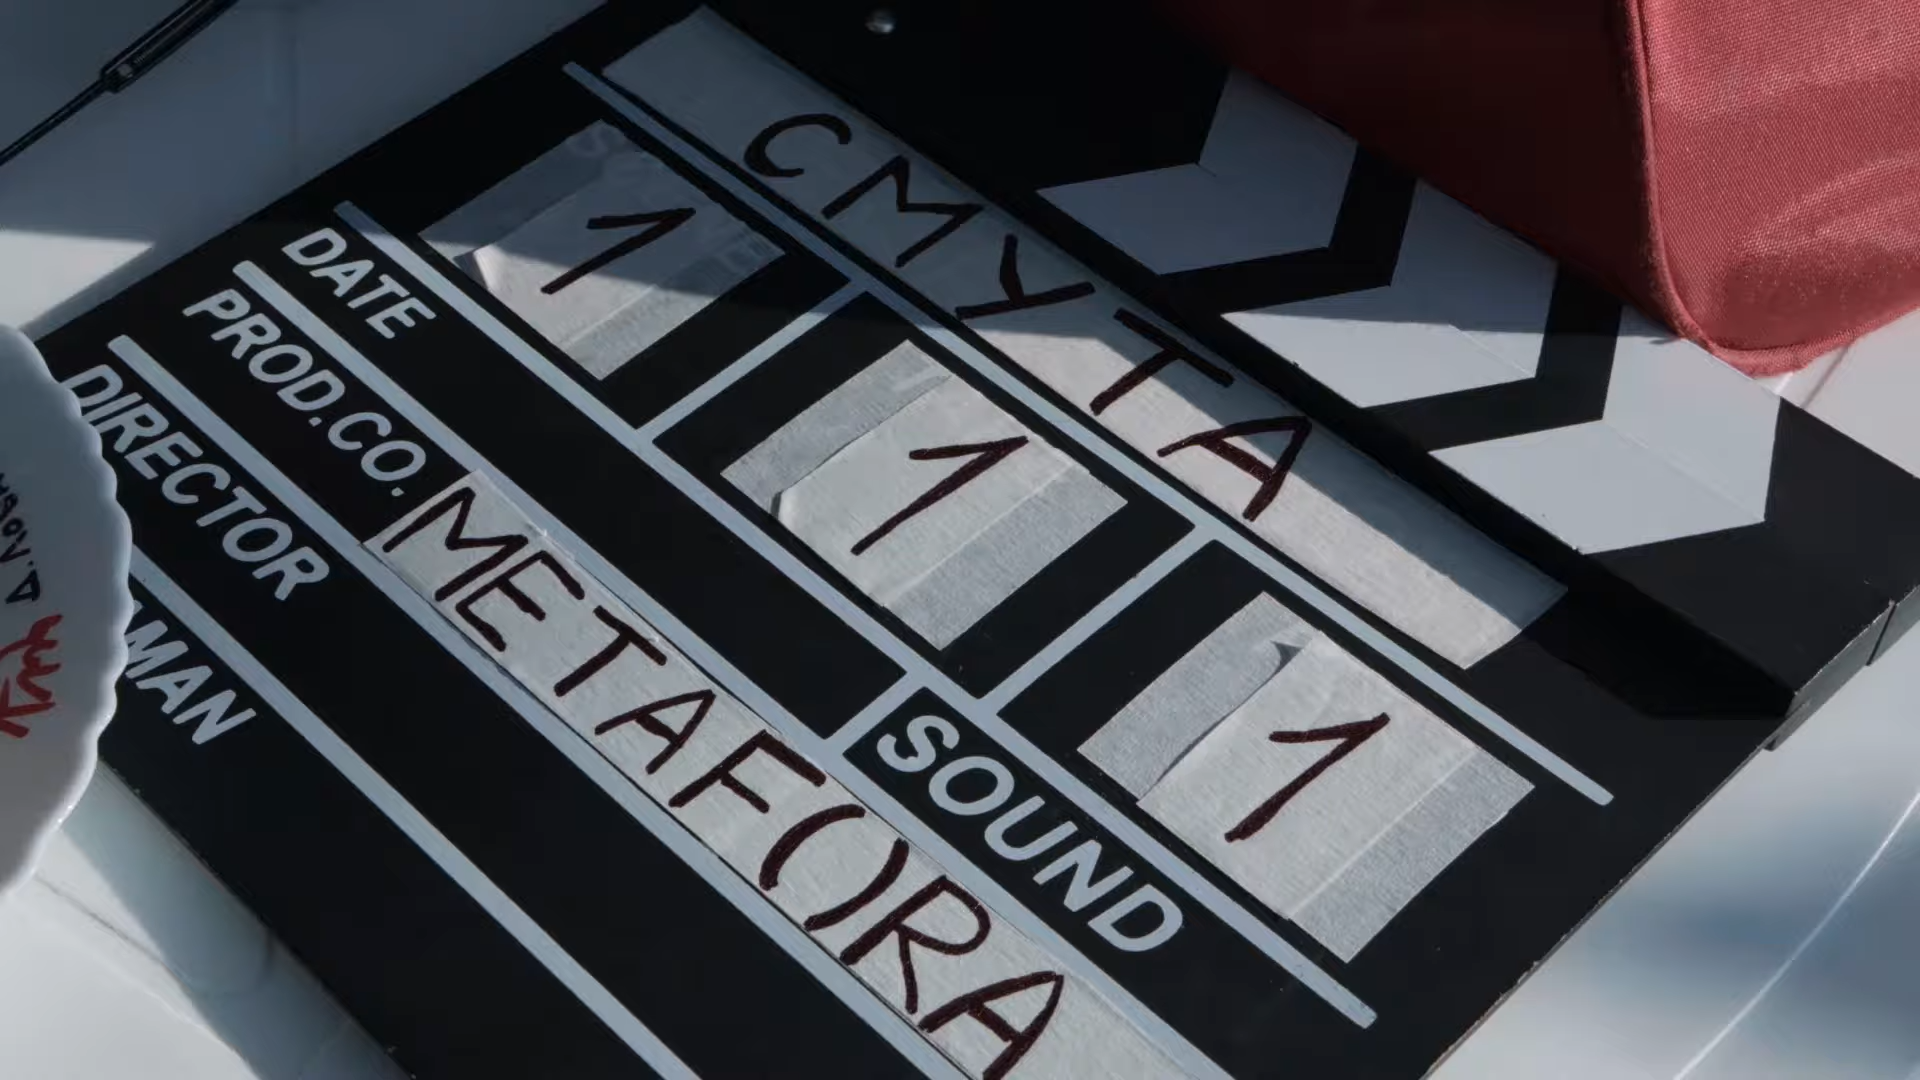 СМУТА
1
1
1
DATE
PROD.CO.
METAFORA
DIRECTOR
SOUND
MAN